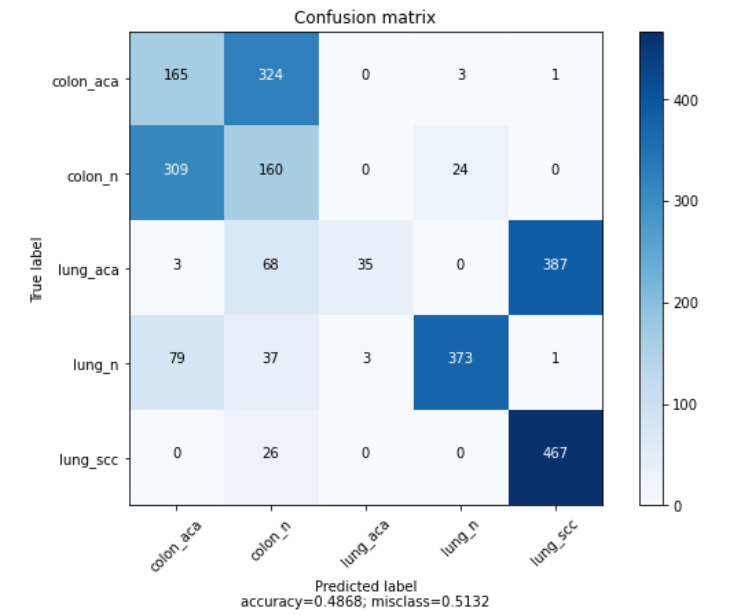 Confusion matrix
colon_aca 165 324 0 3 1
colon_n 309 160 0 24 0
lung_aca 3 68 35 0 387
lung_n 79 37 3 373 1
lung_scc 0 26 0 0 467
True label
colon_aca colon_n lung_aca lung_n lung_scc
Predicted label
accuracy=0.4868; misclass=0.5132
400
300
200
100
0